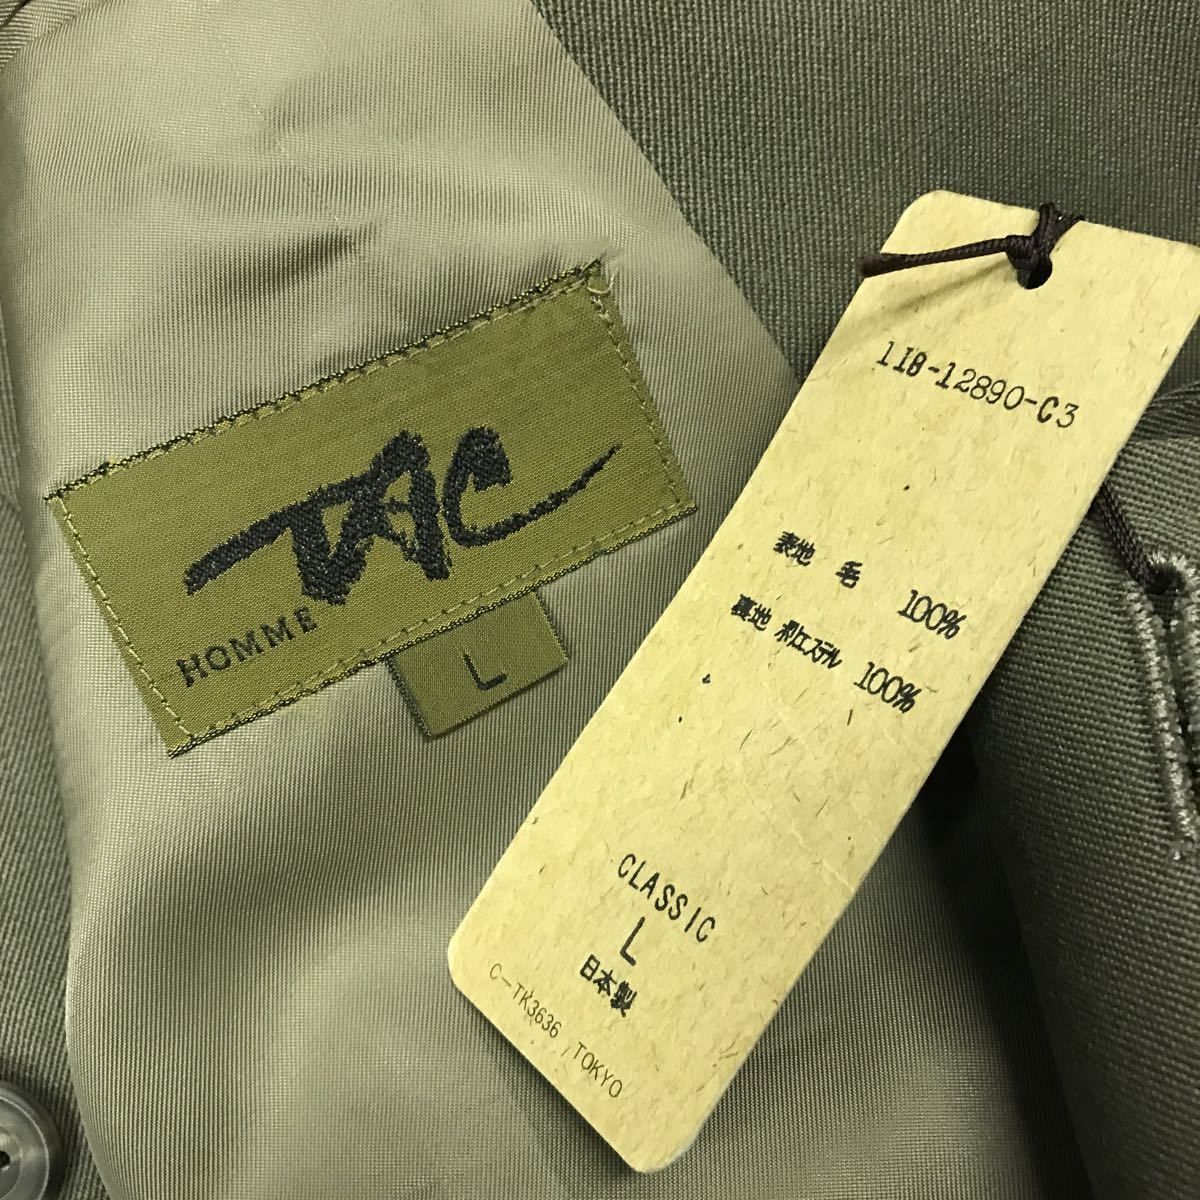 TAC
HOMME
L
11B-12890-C3
表地 毛 100%
裏地 ポリエステル 100%
CLASSIC
L
日本製
C-TK3636 TOKYO